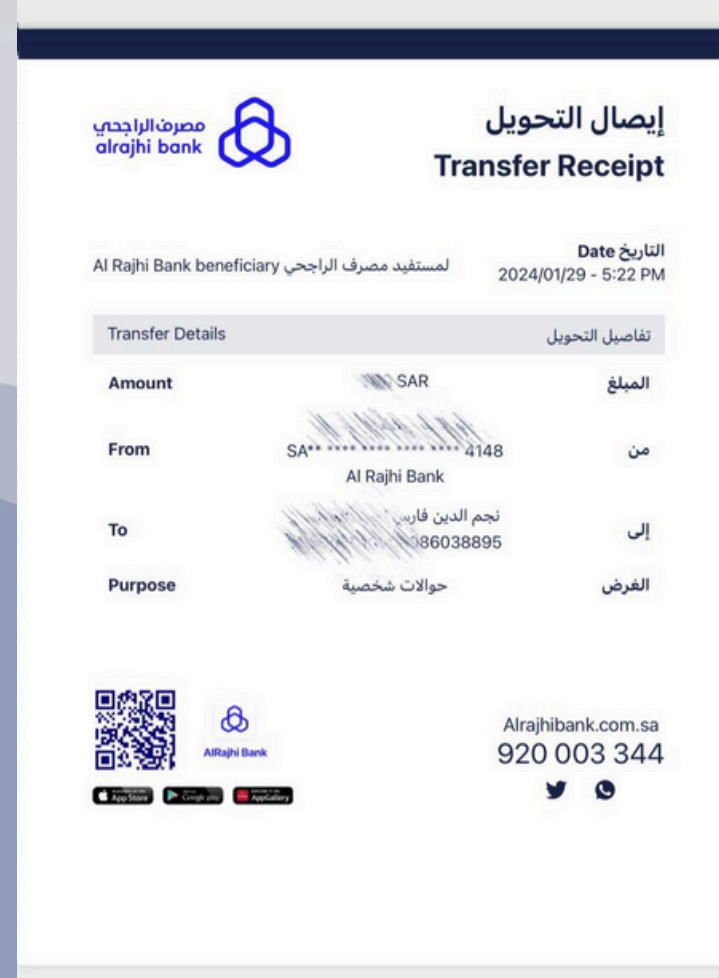 مصرف الراجحي
alrajhi bank
إيصال التحويل
Transfer Receipt
التاريخ Date
2024/01/29 - 5:22 PM
لمستفيد مصرف الراجحي Al Rajhi Bank beneficiary
Transfer Details تفاصيل التحويل
Amount SAR المبلغ
From SA** **** **** **** **** 4148 من
Al Rajhi Bank
نجم الدين فارس
To 86038895 إلى
Purpose حوالات شخصية الغرض
AlRajhi Bank
App Store
Google play
AppGallery
Alrajhibank.com.sa
920 003 344